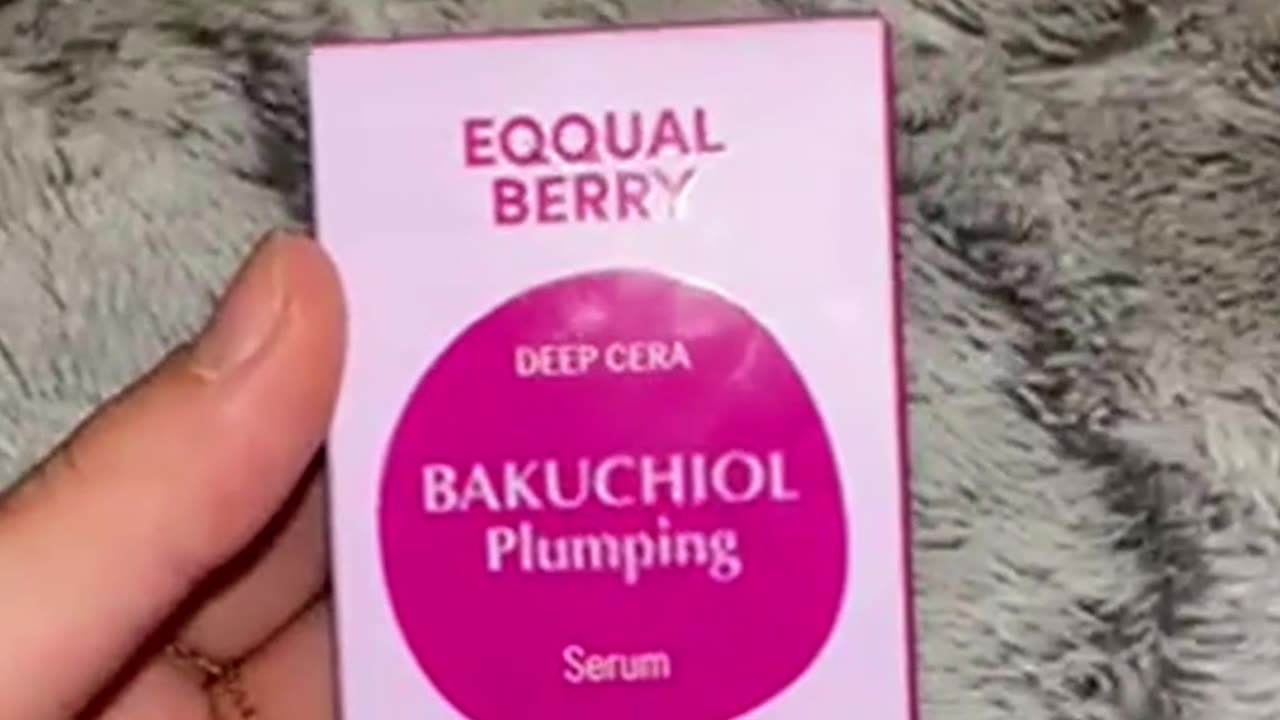 EQQUAL
BERRY
DEEP CERA
BAKUCHIOL
Plumping
Serum